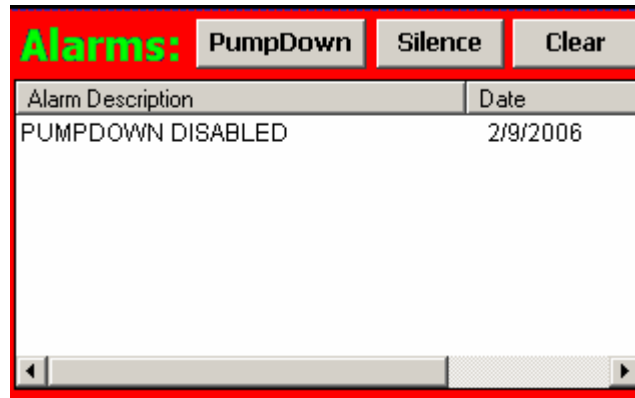 Alarms: PumpDown Silence Clear
Alarm Description Date
PUMPDOWN DISABLED 2/9/2006